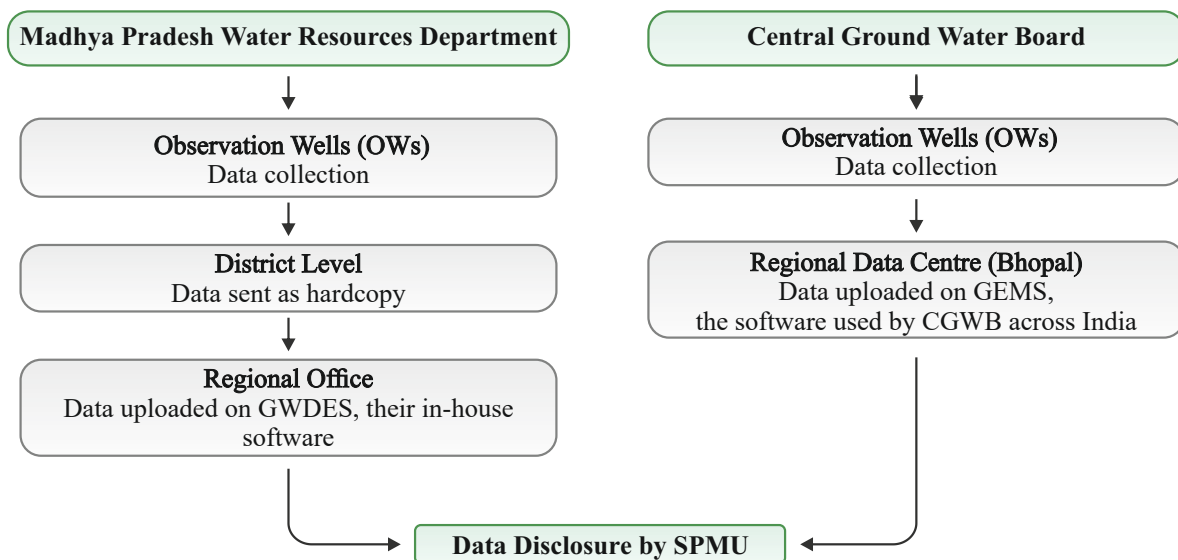 Madhya Pradesh Water Resources Department
Observation Wells (OWs)
Data collection
District Level
Data sent as hardcopy
Regional Office
Data uploaded on GWDES, their in-house
software
Central Ground Water Board
Observation Wells (OWs)
Data collection
Regional Data Centre (Bhopal)
Data uploaded on GEMS,
the software used by CGWB across India
Data Disclosure by SPMU